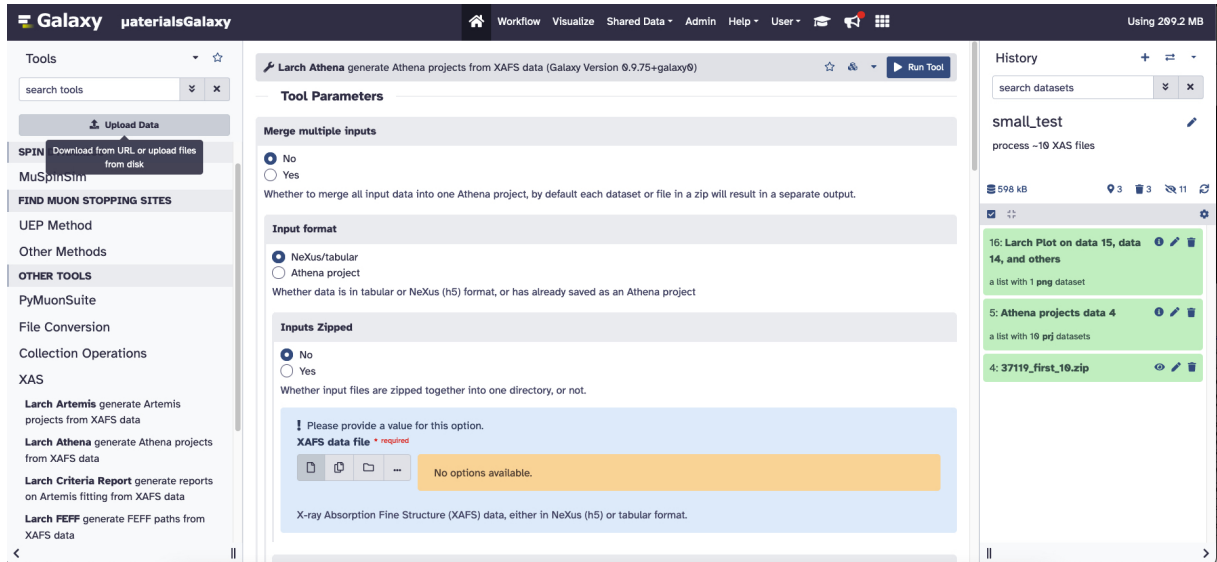 Galaxy μaterialsGalaxy
Workflow Visualize Shared Data Admin Help User
Using 209.2 MB
Tools
search tools
Upload Data
Download from URL or upload files
from disk
SPIN
MuSpinSim
FIND MUON STOPPING SITES
UEP Method
Other Methods
OTHER TOOLS
PyMuonSuite
File Conversion
Collection Operations
XAS
Larch Artemis generate Artemis
projects from XAFS data
Larch Athena generate Athena projects
from XAFS data
Larch Criteria Report generate reports
on Artemis fitting from XAFS data
Larch FEFF generate FEFF paths from
XAFS data
Larch Athena generate Athena projects from XAFS data (Galaxy Version 0.9.75+galaxy0)
Run Tool
Tool Parameters
Merge multiple inputs
No
Yes
Whether to merge all input data into one Athena project, by default each dataset or file in a zip will result in a separate output.
Input format
NeXus/tabular
Athena project
Whether data is in tabular or NeXus (h5) format, or has already saved as an Athena project
Inputs Zipped
No
Yes
Whether input files are zipped together into one directory, or not.
! Please provide a value for this option.
XAFS data file * required
...
No options available.
X-ray Absorption Fine Structure (XAFS) data, either in NeXus (h5) or tabular format.
History
search datasets
small_test
process ~10 XAS files
598 kB
3 3 11
16: Larch Plot on data 15, data
14, and others
a list with 1 png dataset
5: Athena projects data 4
a list with 10 prj datasets
4: 37119_first_10.zip